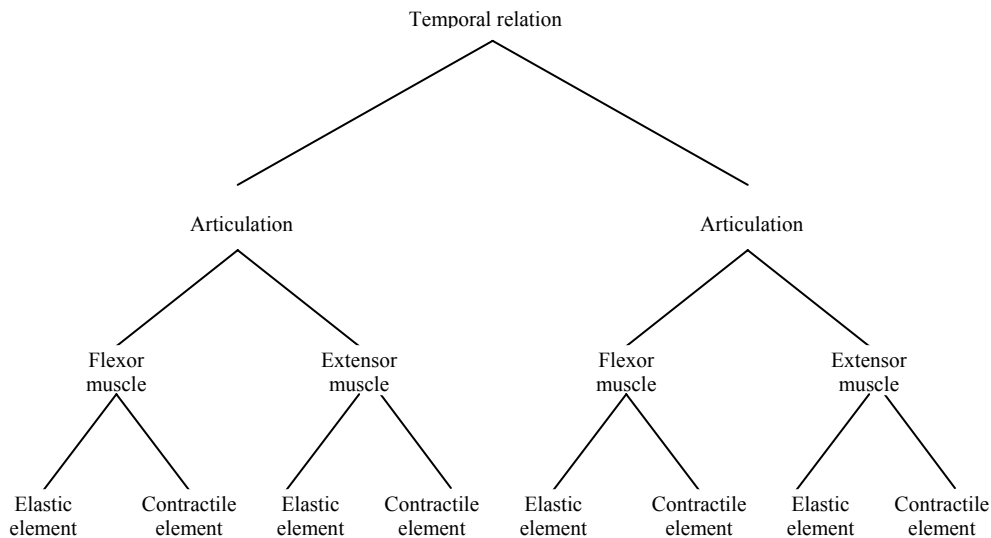 Temporal relation
Articulation
Articulation
Flexor
muscle
Extensor
muscle
Flexor
muscle
Extensor
muscle
Elastic
element
Contractile
element
Elastic
element
Contractile
element
Elastic
element
Contractile
element
Elastic
element
Contractile
element